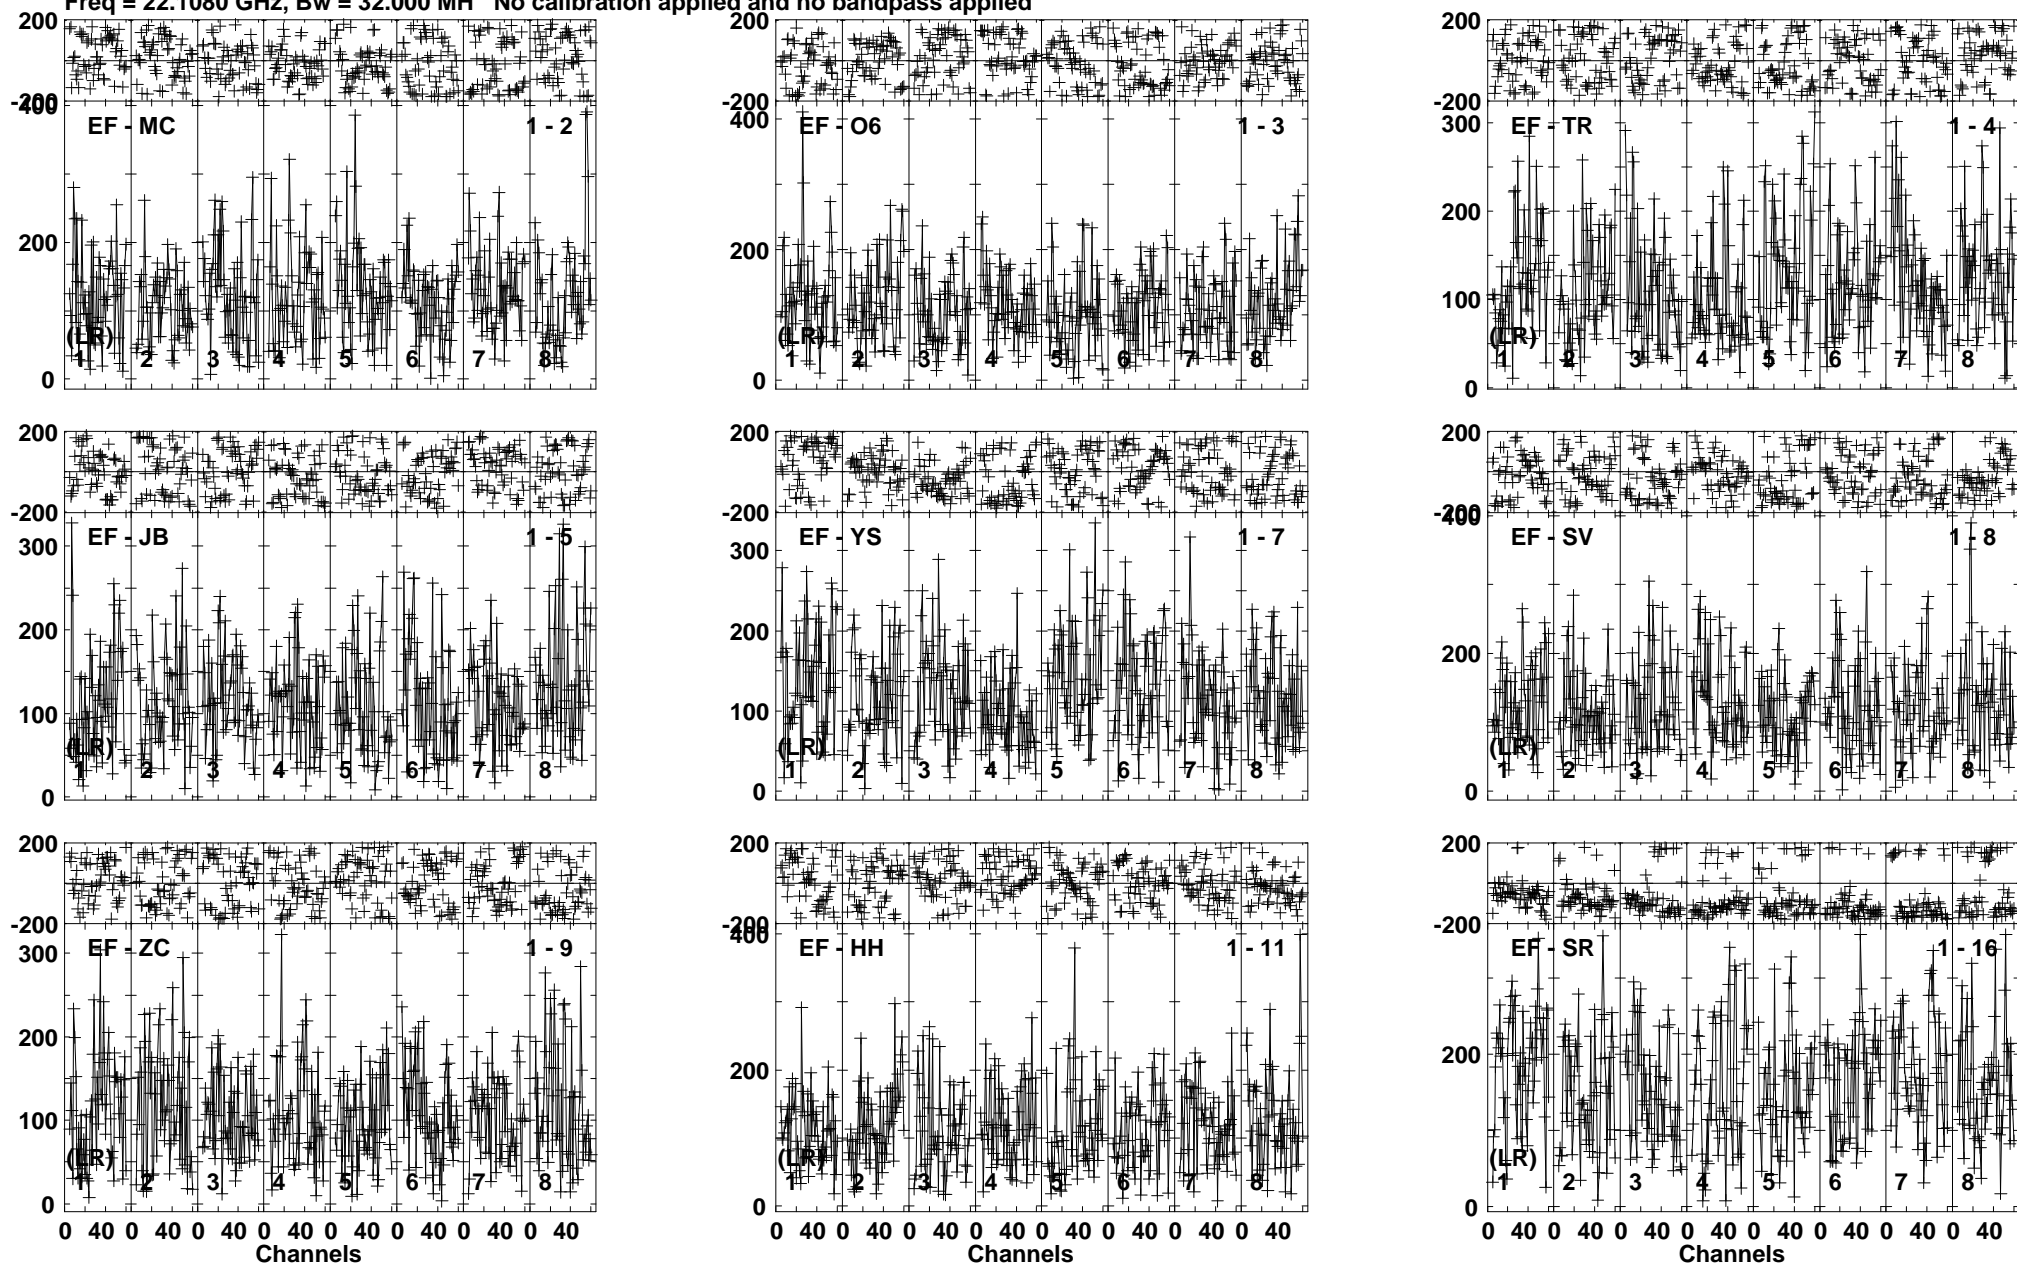 Freq = 22.1080 GHz, Bw = 32.000 MH No calibration applied and no bandpass applied
200 200 200
-200 -200 -200
400 400 300
EF - MC 1 - 2 EF - O6 1 - 3 EF - TR 1 - 4
200 200 200
100
(LR) (LR) (LR)
1 2 3 4 5 6 7 8 1 2 3 4 5 6 7 8 1 2 3 4 5 6 7 8
0 0 0
200 200 200
-200 -200 -200
400
EF - JB 1 - 5 EF - YS 1 - 7 EF - SV 1 - 8
300 300
200 200 200
100 100
(LR) (LR) (LR)
1 2 3 4 5 6 7 8 1 2 3 4 5 6 7 8 1 2 3 4 5 6 7 8
0 0 0
200 200 200
-200 -200 -200
400
EF - ZC 1 - 9 EF - HH 1 - 11 EF - SR 1 - 16
300
200 200 200
100
(LR) (LR) (LR)
1 2 3 4 5 6 7 8 1 2 3 4 5 6 7 8 1 2 3 4 5 6 7 8
0 0 0
0 40 0 40 0 40 0 40 0 40 0 40 0 40 0 40 0 40 0 40 0 40 0 40 0 40 0 40 0 40 0 40 0 40 0 40 0 40 0 40 0 40 0 40 0 40 0 40
Channels Channels Channels